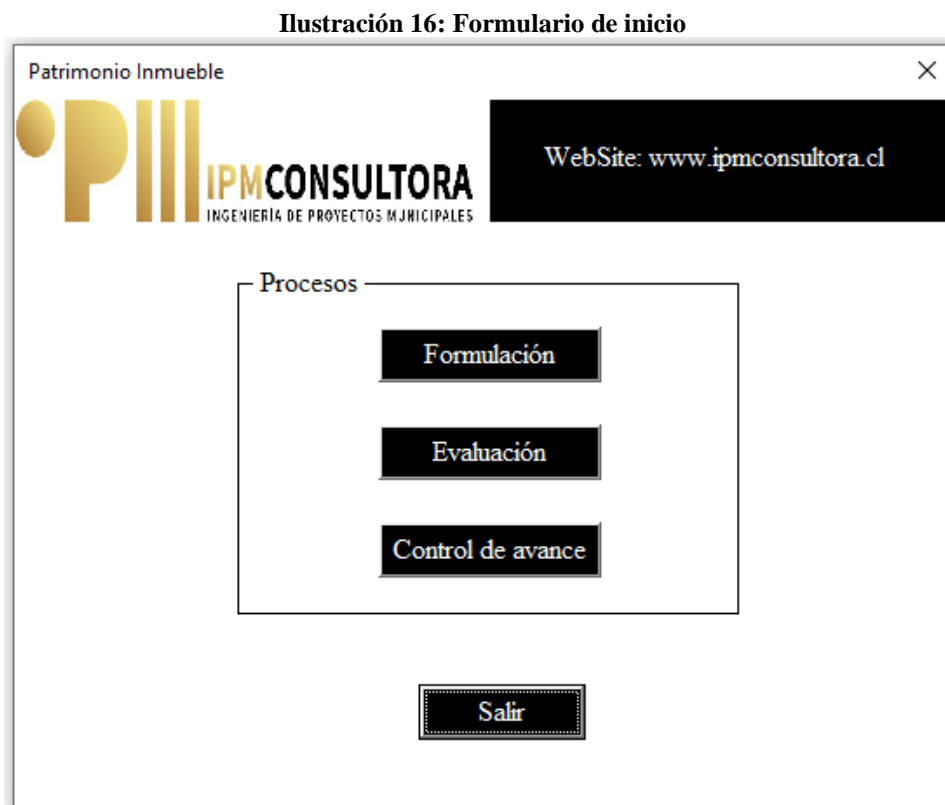 Ilustración 16: Formulario de inicio
Patrimonio Inmueble
IPMCONSULTORA
INGENIERÍA DE PROYECTOS MUNICIPALES
WebSite: www.ipmconsultora.cl
Procesos
Formulación
Evaluación
Control de avance
Salir